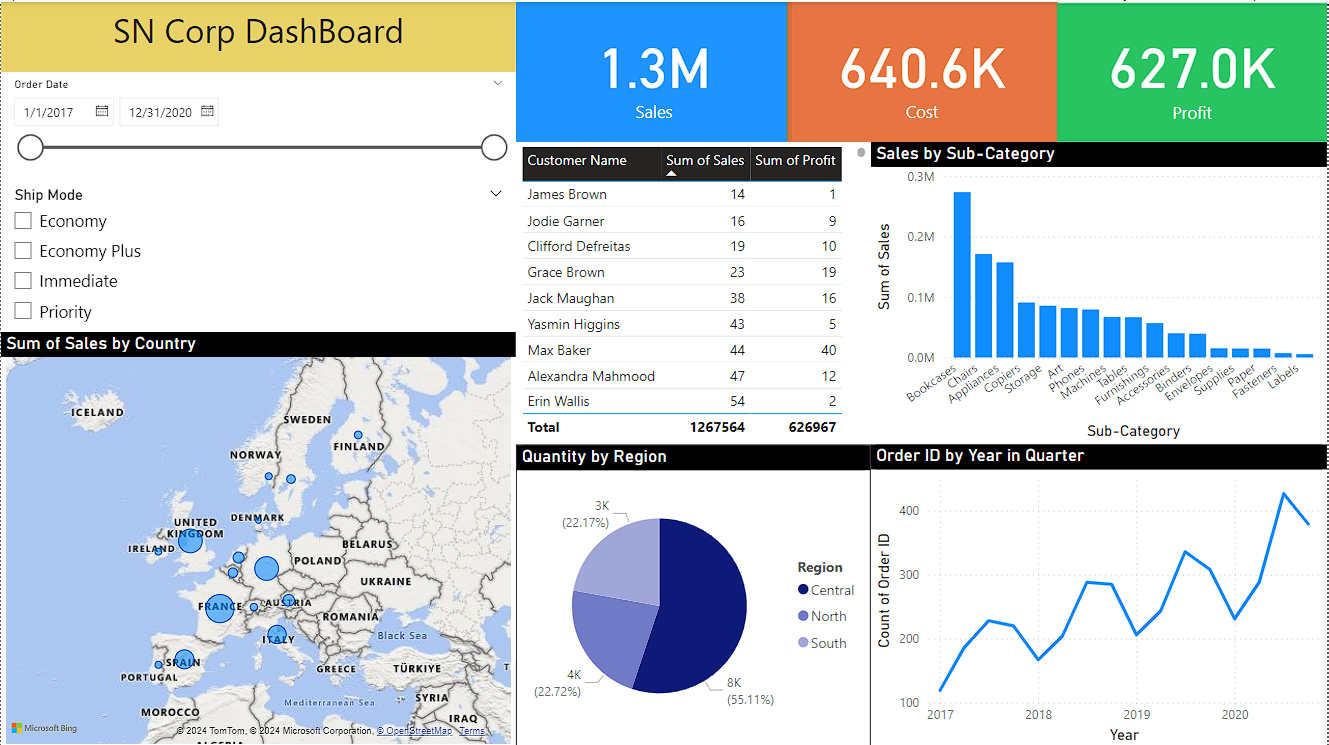 SN Corp DashBoard
Order Date
1/1/2017
12/31/2020
Ship Mode
Economy
Economy Plus
Immediate
Priority
1.3M
Sales
640.6K
Cost
627.0K
Profit
Customer Name Sum of Sales Sum of Profit
James Brown 14 1
Jodie Garner 16 9
Clifford Defreitas 19 10
Grace Brown 23 19
Jack Maughan 38 16
Yasmin Higgins 43 5
Max Baker 44 40
Alexandra Mahmood 47 12
Erin Wallis 54 2
Total 1267564 626967
Sales by Sub-Category
0.3M
0.2M
0.1M
0.0M
Sum of Sales
Bookcases
Chairs
Appliances
Copiers
Storage
Art
Phones
Machines
Tables
Furnishings
Accessories
Binders
Envelopes
Supplies
Paper
Fasteners
Labels
Sub-Category
Sum of Sales by Country
ICELAND
SWEDEN
FINLAND
NORWAY
DENMARK
UNITED
KINGDOM
IRELAND
BELARUS
POLAND
UKRAINE
FRANCE
AUSTRIA
ROMANIA
ITALY
Black Sea
SPAIN
PORTUGAL
GREECE
TÜRKIYE
SYRIA
Mediterranean Sea
MOROCCO
IRAQ
ALGERIA
Microsoft Bing
© 2024 TomTom, © 2024 Microsoft Corporation, © OpenStreetMap Terms
Quantity by Region
3K
(22.17%)
4K
(22.72%)
8K
(55.11%)
Region
Central
North
South
Order ID by Year in Quarter
400
300
200
100
Count of Order ID
2017
2018
2019
2020
Year